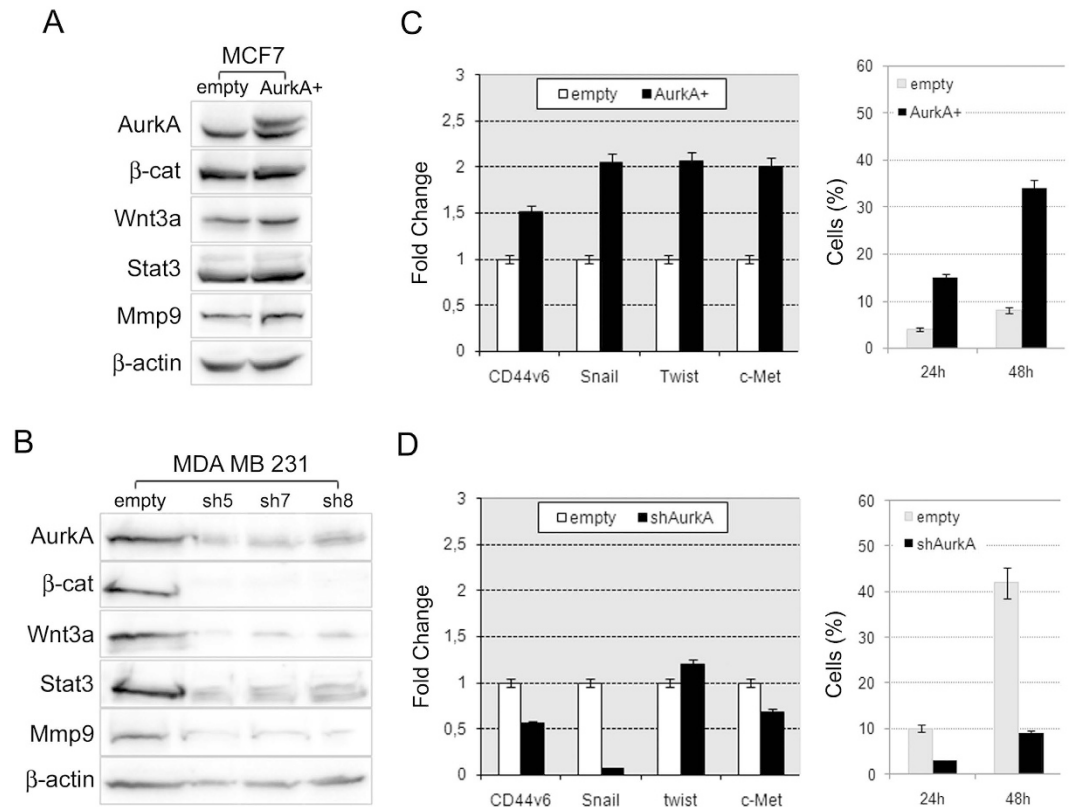 A
MCF7
empty AurkA+
AurkA
β-cat
Wnt3a
Stat3
Mmp9
β-actin
C
Fold Change
3
2,5
2
1,5
1
0,5
0
empty AurkA+
CD44v6 Snail Twist c-Met
Cells (%)
60
50
40
30
20
10
0
empty
AurkA+
24h 48h
B
MDA MB 231
empty sh5 sh7 sh8
AurkA
β-cat
Wnt3a
Stat3
Mmp9
β-actin
D
Fold Change
3
2,5
2
1,5
1
0,5
0
empty shAurkA
CD44v6 Snail twist c-Met
Cells (%)
60
50
40
30
20
10
0
empty
shAurkA
24h 48h